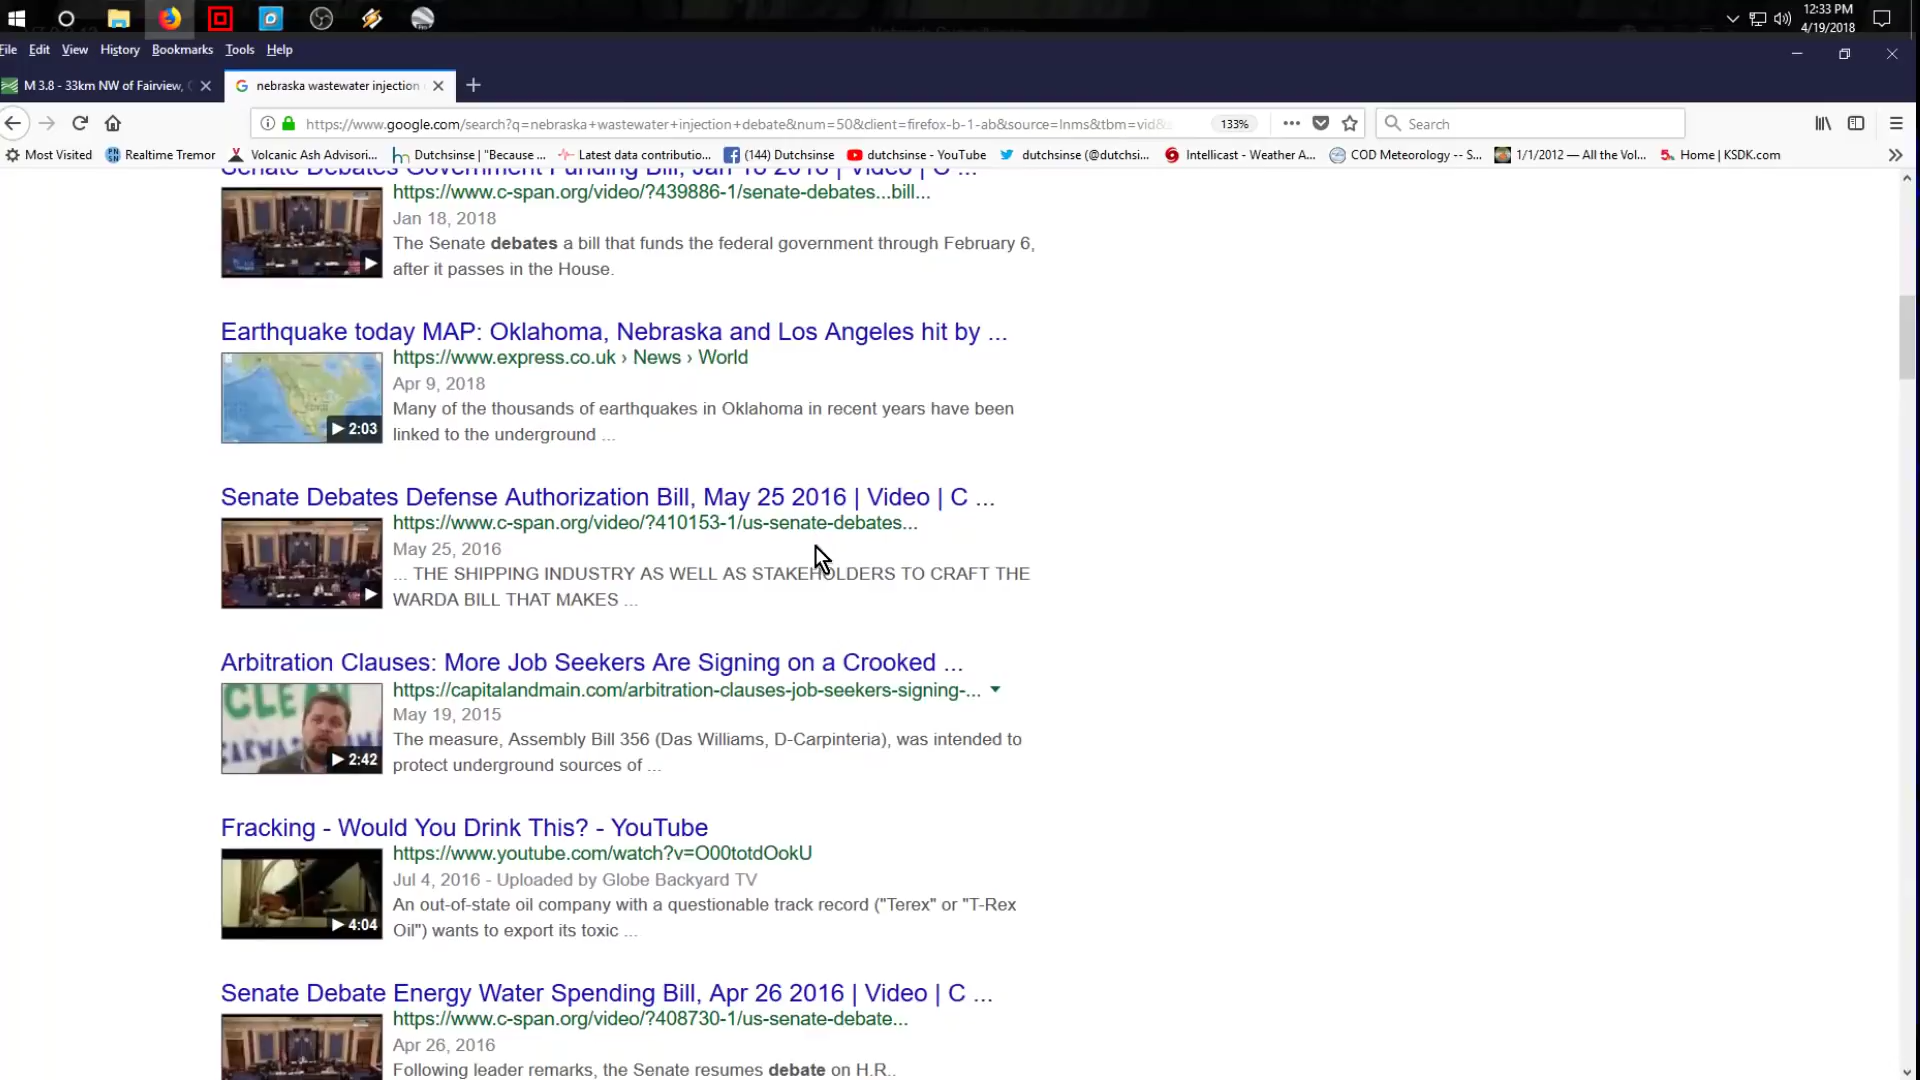 12:33 PM
4/19/2018
File Edit View History Bookmarks Tools Help
M 3.8 - 33km NW of Fairview,
nebraska wastewater injection
https://www.google.com/search?q=nebraska+wastewater+injection+debate&num=50&client=firefox-b-1-ab&source=lnms&tbm=vid&
133%
Search
Most Visited Realtime Tremor Volcanic Ash Advisori... Dutchsinse | "Because ... Latest data contributio... (144) Dutchsinse dutchsinse - YouTube dutchsinse (@dutchsi... Intellicast - Weather A... COD Meteorology -- S... 1/1/2012 — All the Vol... Home | KSDK.com
Senate Debates Government Funding Bill, Jan 18 2018 | Video | C ...
https://www.c-span.org/video/?439886-1/senate-debates...bill...
Jan 18, 2018
The Senate debates a bill that funds the federal government through February 6,
after it passes in the House.
Earthquake today MAP: Oklahoma, Nebraska and Los Angeles hit by ...
https://www.express.co.uk › News › World
Apr 9, 2018
2:03
Many of the thousands of earthquakes in Oklahoma in recent years have been
linked to the underground ...
Senate Debates Defense Authorization Bill, May 25 2016 | Video | C ...
https://www.c-span.org/video/?410153-1/us-senate-debates...
May 25, 2016
... THE SHIPPING INDUSTRY AS WELL AS STAKEHOLDERS TO CRAFT THE
WARDA BILL THAT MAKES ...
Arbitration Clauses: More Job Seekers Are Signing on a Crooked ...
CLEAN
https://capitalandmain.com/arbitration-clauses-job-seekers-signing-...
May 19, 2015
2:42
The measure, Assembly Bill 356 (Das Williams, D-Carpinteria), was intended to
protect underground sources of ...
Fracking - Would You Drink This? - YouTube
https://www.youtube.com/watch?v=O00totdOokU
Jul 4, 2016 - Uploaded by Globe Backyard TV
4:04
An out-of-state oil company with a questionable track record ("Terex" or "T-Rex
Oil") wants to export its toxic ...
Senate Debate Energy Water Spending Bill, Apr 26 2016 | Video | C ...
https://www.c-span.org/video/?408730-1/us-senate-debate...
Apr 26, 2016
Following leader remarks, the Senate resumes debate on H.R..